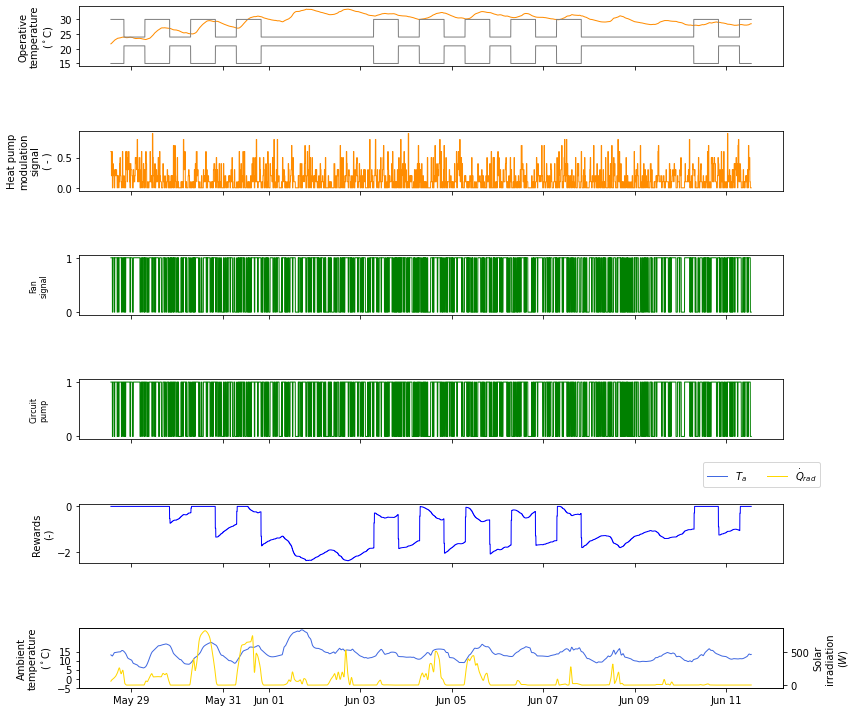 Operative
temperature
(°C)
30
25
20
15
Heat pump
modulation
signal
( - )
0.5
0.0
Fan
signal
1
0
Circuit
pump
1
0
T_a
Q̇_rad
Rewards
(-)
0
−2
Ambient
temperature
(°C)
15
10
5
0
−5
500
0
Solar
irradiation
(W)
May 29
May 31
Jun 01
Jun 03
Jun 05
Jun 07
Jun 09
Jun 11